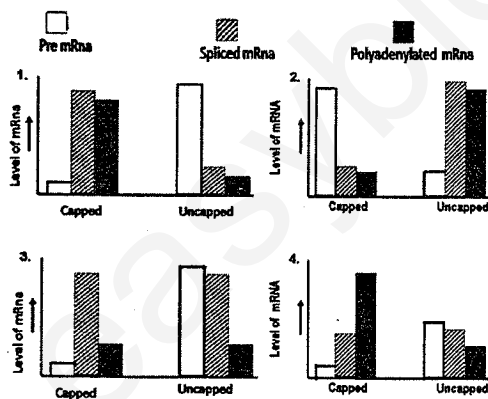 Pre mRna
Spliced mRna
Polyadenylated mRna
1.
Level of mRna
Capped
Uncapped
2.
Level of mRNA
Capped
Uncapped
3.
Level of mRna
Capped
Uncapped
4.
Level of mRNA
Capped
Uncapped